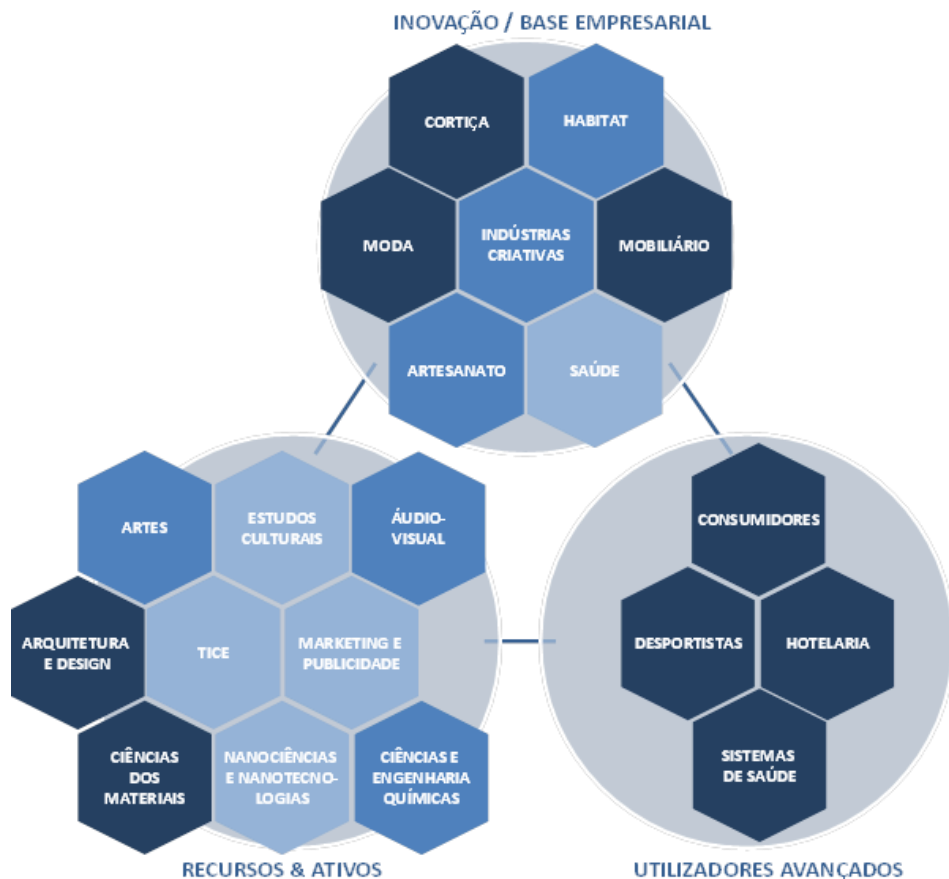 INOVAÇÃO / BASE EMPRESARIAL
CORTIÇA
HABITAT
MODA
INDÚSTRIAS
CRIATIVAS
MOBILIÁRIO
ARTESANATO
SAÚDE
ARTES
ESTUDOS
CULTURAIS
ÁUDIO-
VISUAL
ARQUITETURA
E DESIGN
TICE
MARKETING E
PUBLICIDADE
CIÊNCIAS
DOS
MATERIAIS
NANOCIÊNCIAS
E NANOTECNO-
LOGIAS
CIÊNCIAS E
ENGENHARIA
QUÍMICAS
RECURSOS & ATIVOS
CONSUMIDORES
DESPORTISTAS
HOTELARIA
SISTEMAS
DE SAÚDE
UTILIZADORES AVANÇADOS